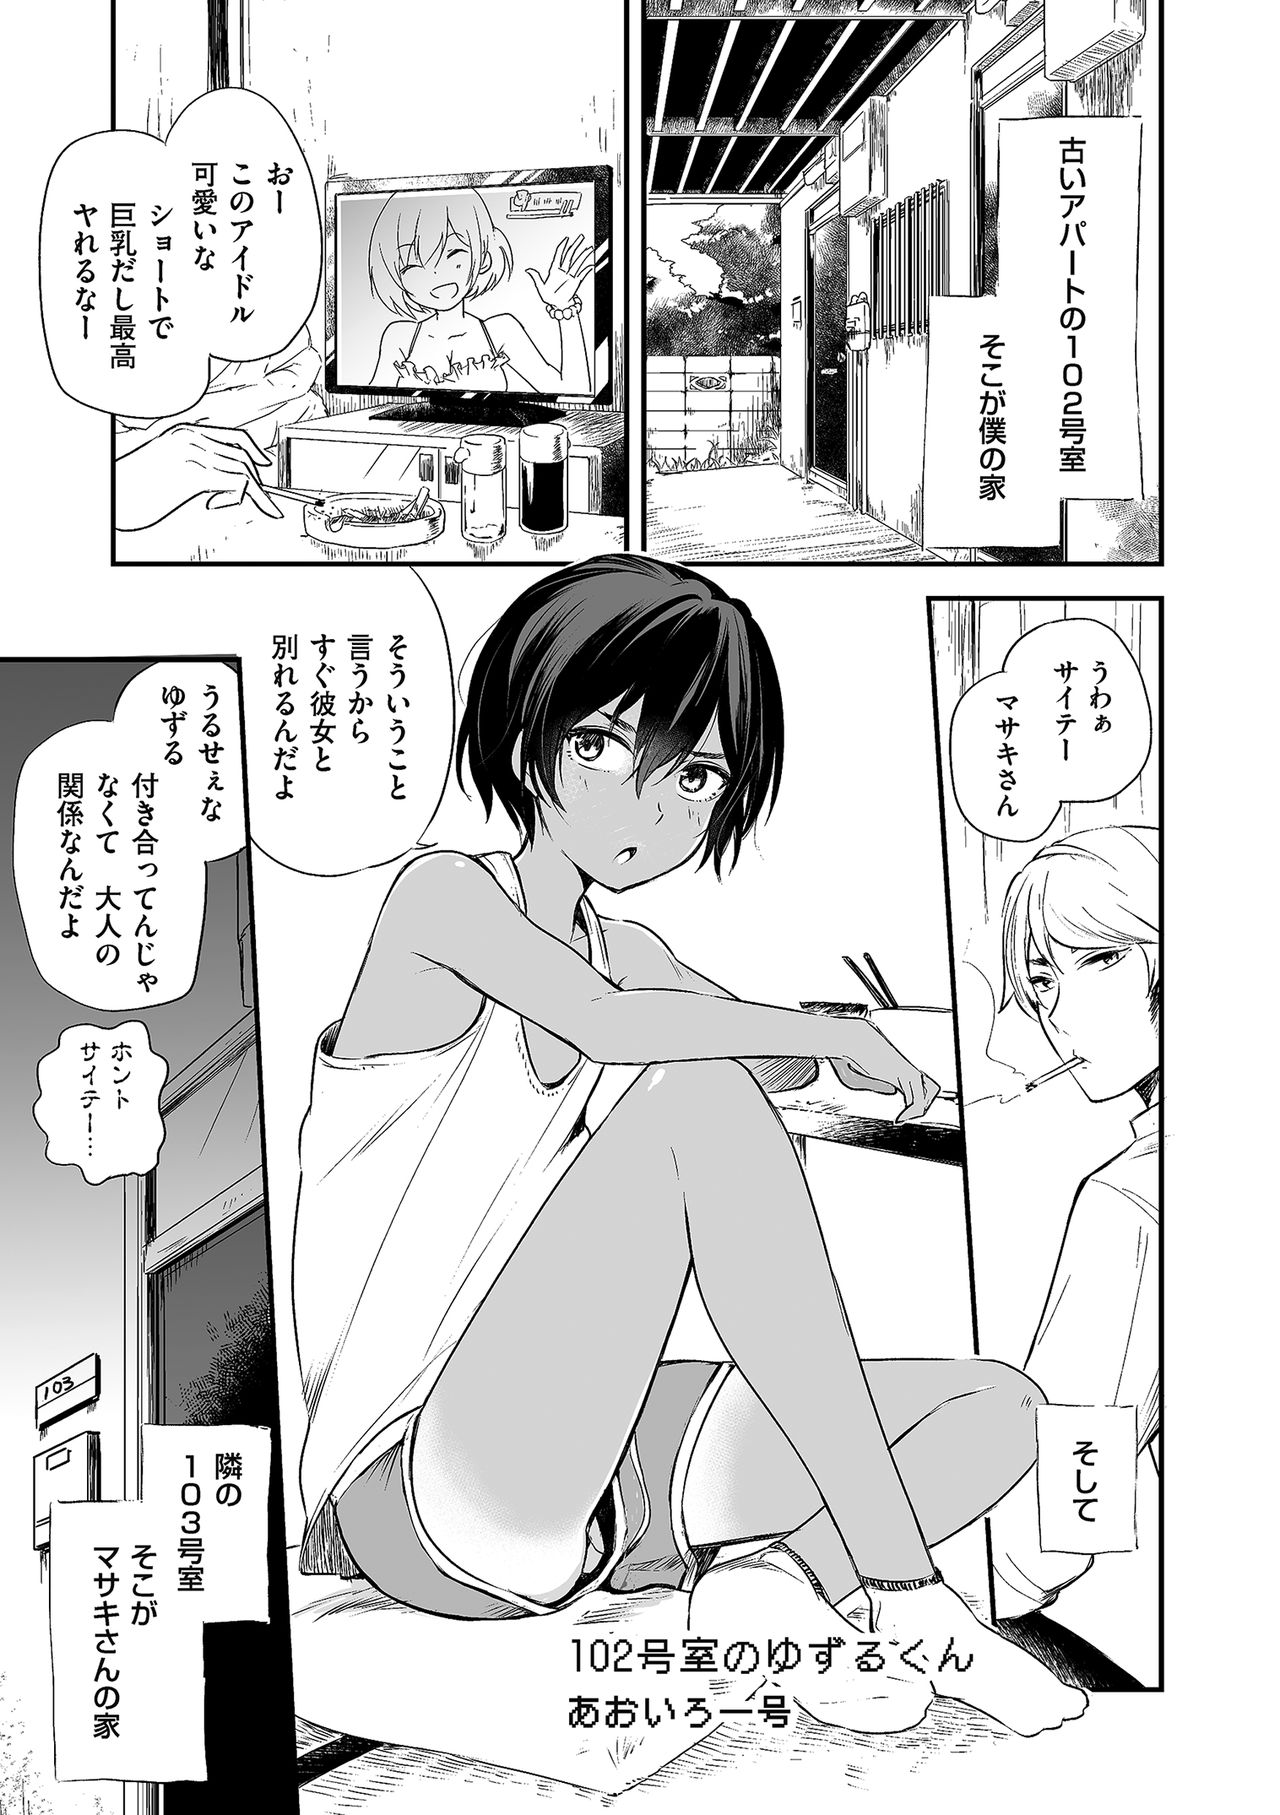 古いアパートの102号室
そこが僕の家
おー
このアイドル
可愛いな
ショートで
巨乳だし最高
ヤれるなー
うわぁ
サイテー
マサキさん
そういうこと
言うから
すぐ彼女と
別れるんだよ
うるせぇな
ゆずる
付き合ってんじゃ
なくて 大人の
関係なんだよ
ホント
サイテー…
そして
103
隣の
103号室
そこが
マサキさんの家
102号室のゆずるくん
あおいろ一号